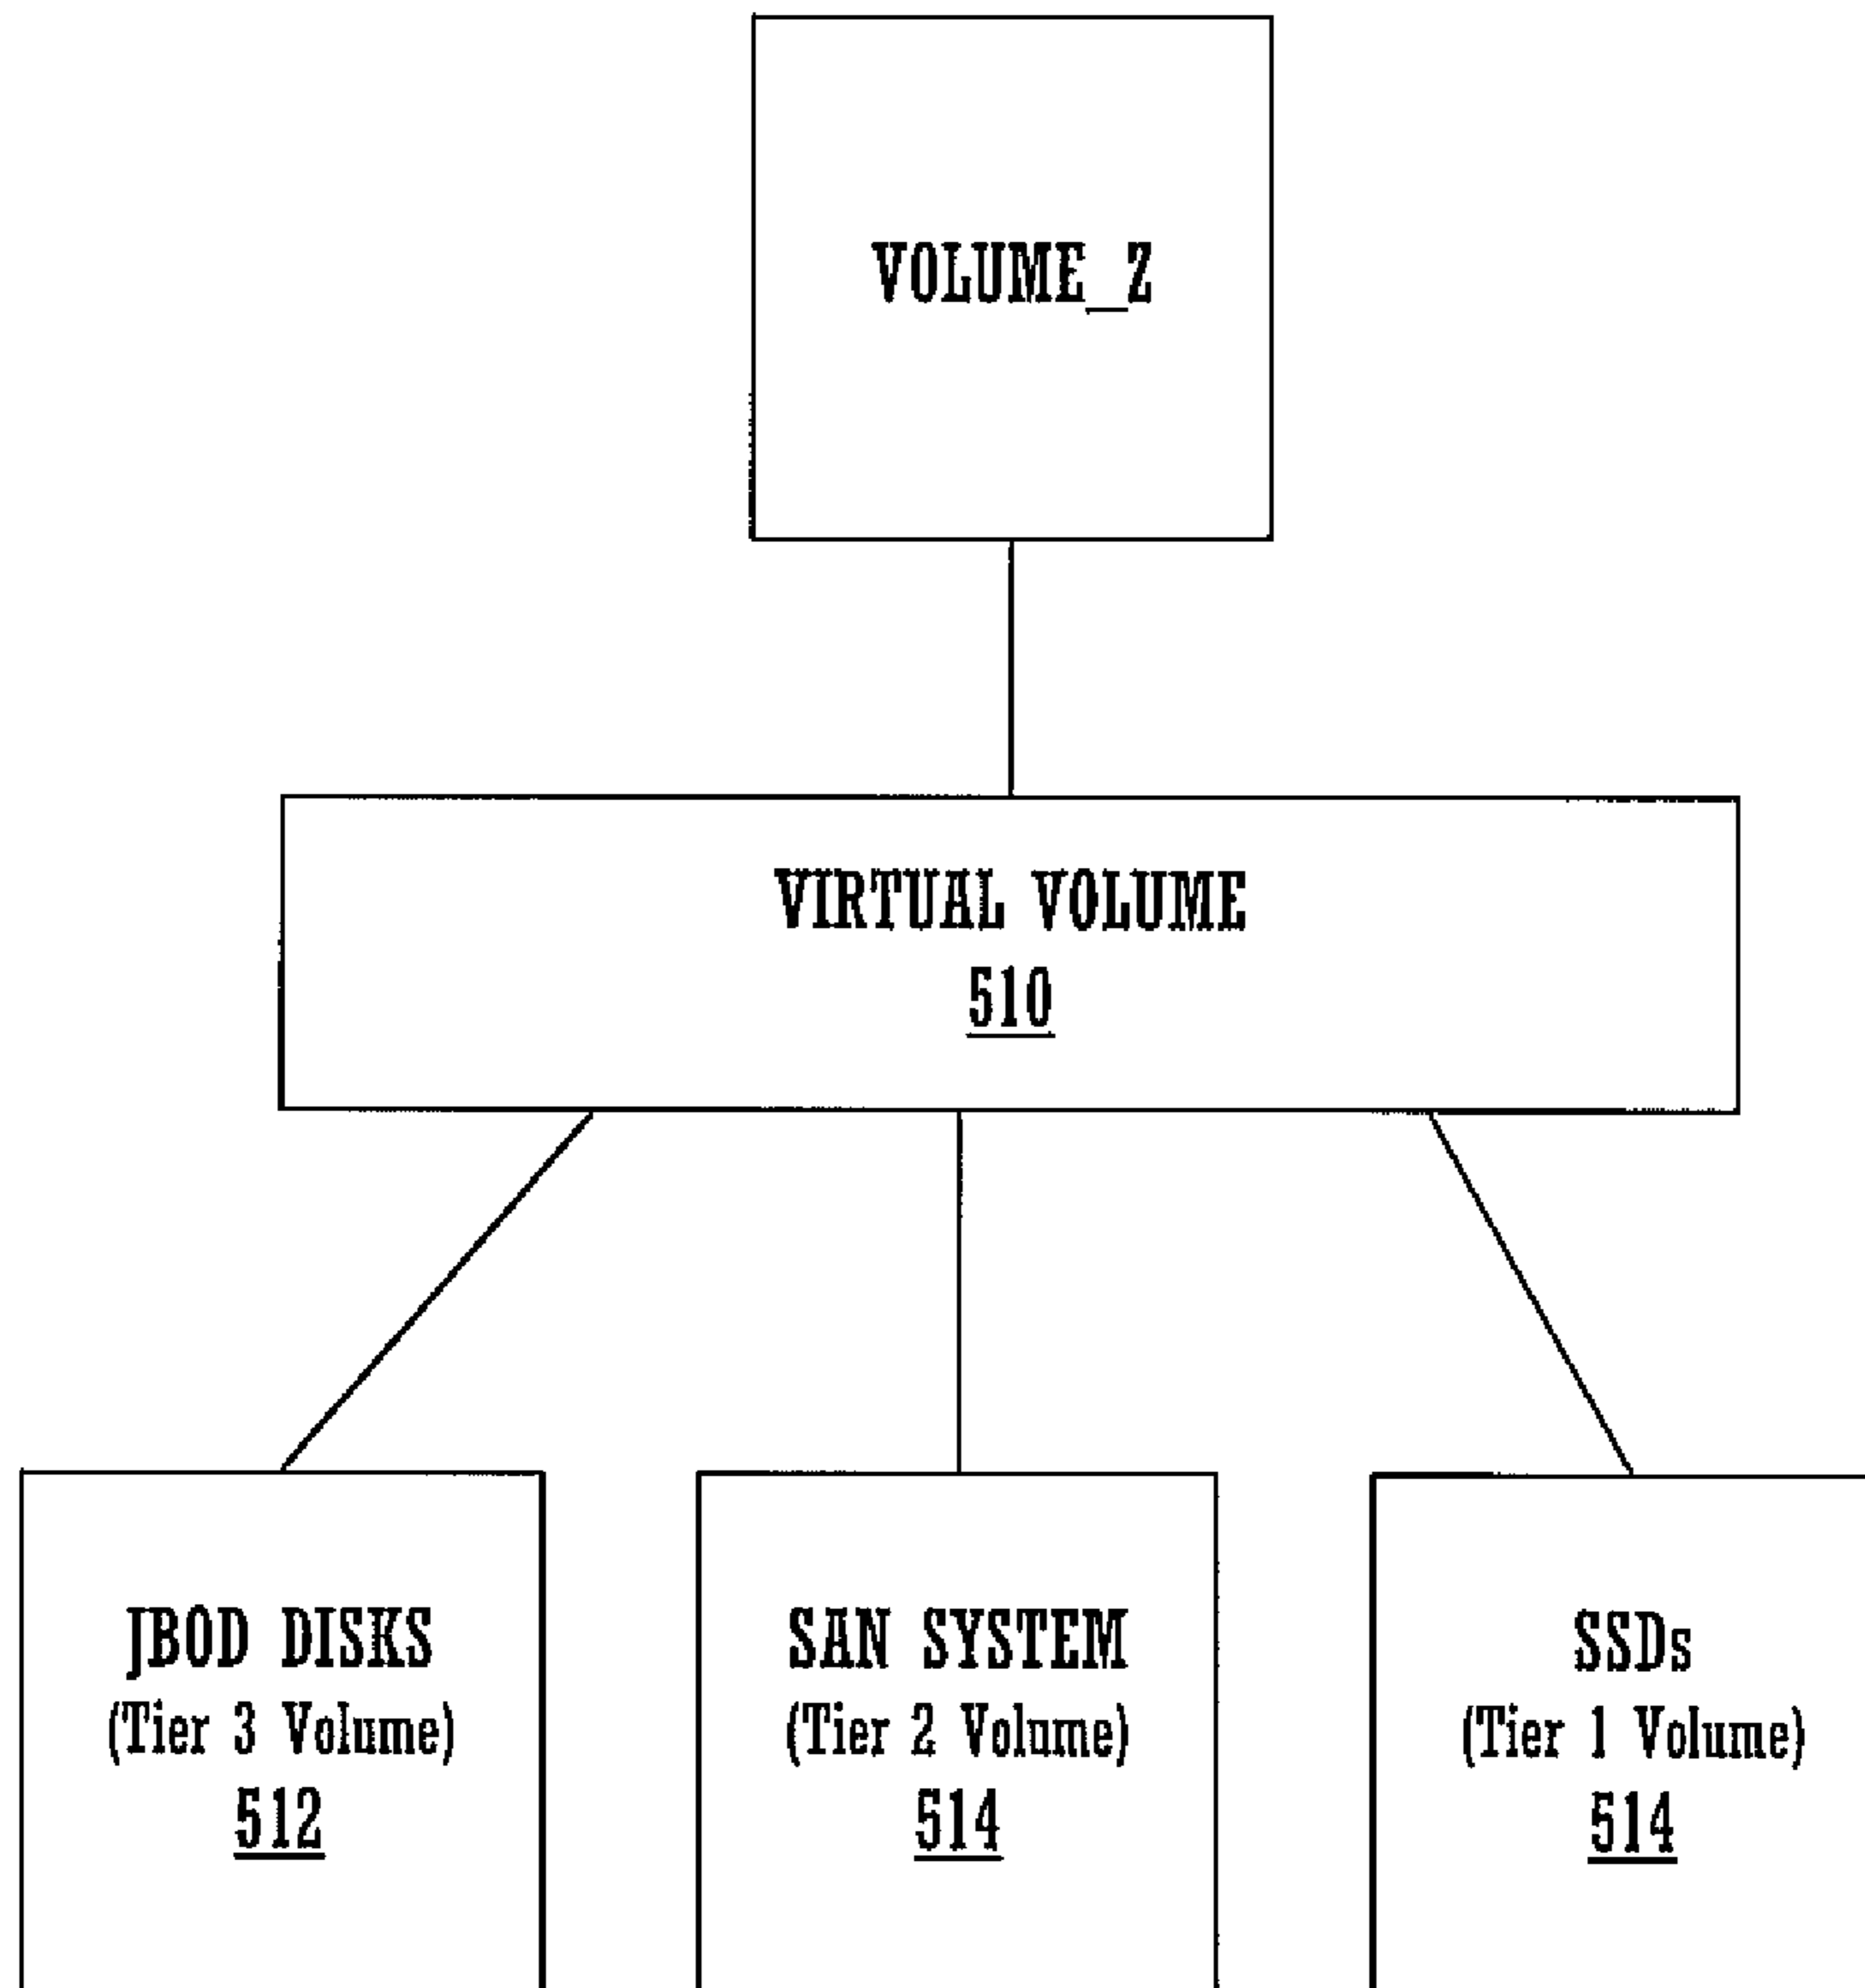 VOLUME_Z
VIRTUAL VOLUME
510
JBOD DISKS
(Tier 3 Volume)
512
SAN SYSTEM
(Tier 2 Volume)
514
SSDs
(Tier 1 Volume)
514